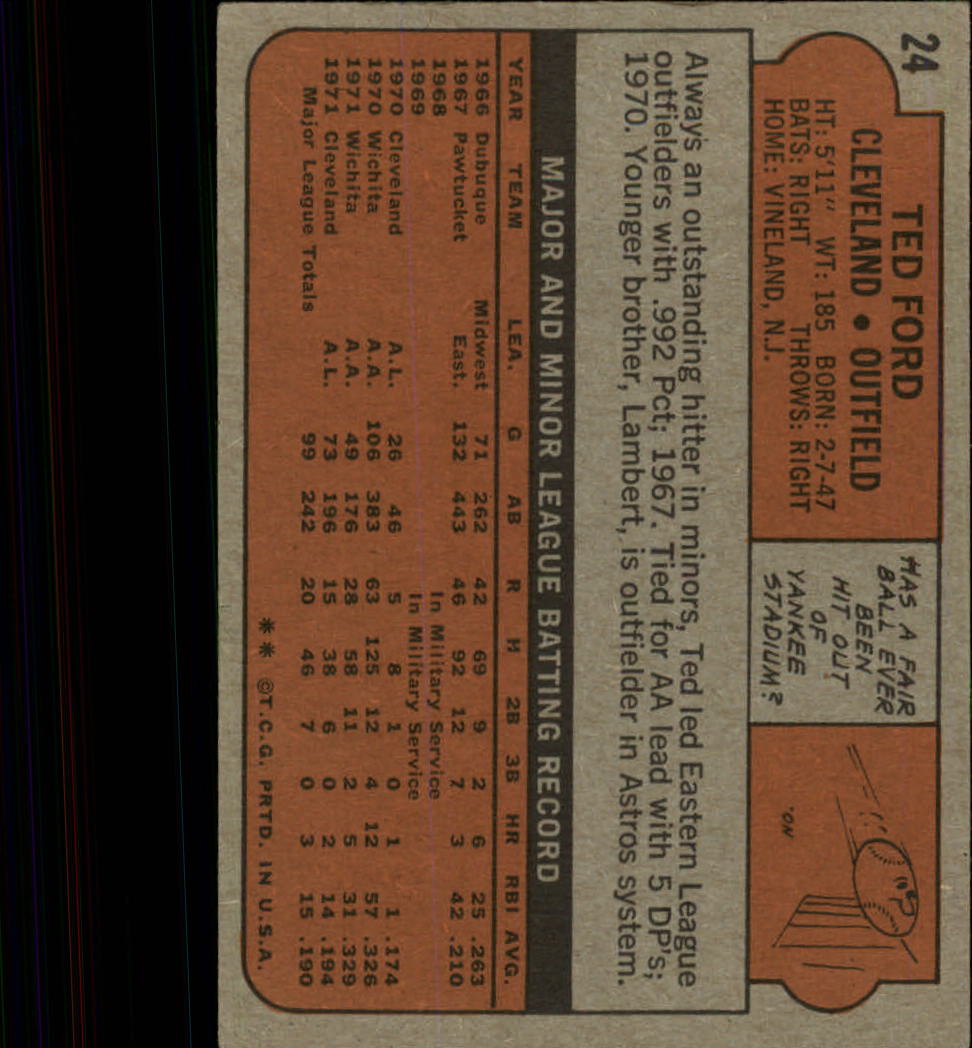 24
TED FORD
CLEVELAND • OUTFIELD
HT: 5'11" WT: 185 BORN: 2-7-47
BATS: RIGHT THROWS: RIGHT
HOME: VINELAND, N.J.
HAS A FAIR
BALL EVER
BEEN
HIT OUT
OF
YANKEE
STADIUM?
NO.
Always an outstanding hitter in minors, Ted led Eastern League
outfielders with .992 Pct; 1967. Tied for AA lead with 5 DP's;
1970. Younger brother, Lambert, is outfielder in Astros system.
MAJOR AND MINOR LEAGUE BATTING RECORD
YEAR TEAM LEA. G AB R H 2B 3B HR RBI AVG.
1966 Dubuque Midwest 71 262 42 69 9 2 6 25 .263
1967 Pawtucket East. 132 443 46 92 12 7 3 42 .210
1968 In Military Service
1969 In Military Service
1970 Cleveland A.L. 26 46 5 8 1 0 1 1 .174
1970 Wichita A.A. 106 383 63 125 12 4 12 57 .326
1971 Wichita A.A. 49 176 28 58 11 2 5 31 .329
1971 Cleveland A.L. 73 196 15 38 6 0 2 14 .194
Major League Totals 99 242 20 46 7 0 3 15 .190
** ©T.C.G. PRTD. IN U.S.A.